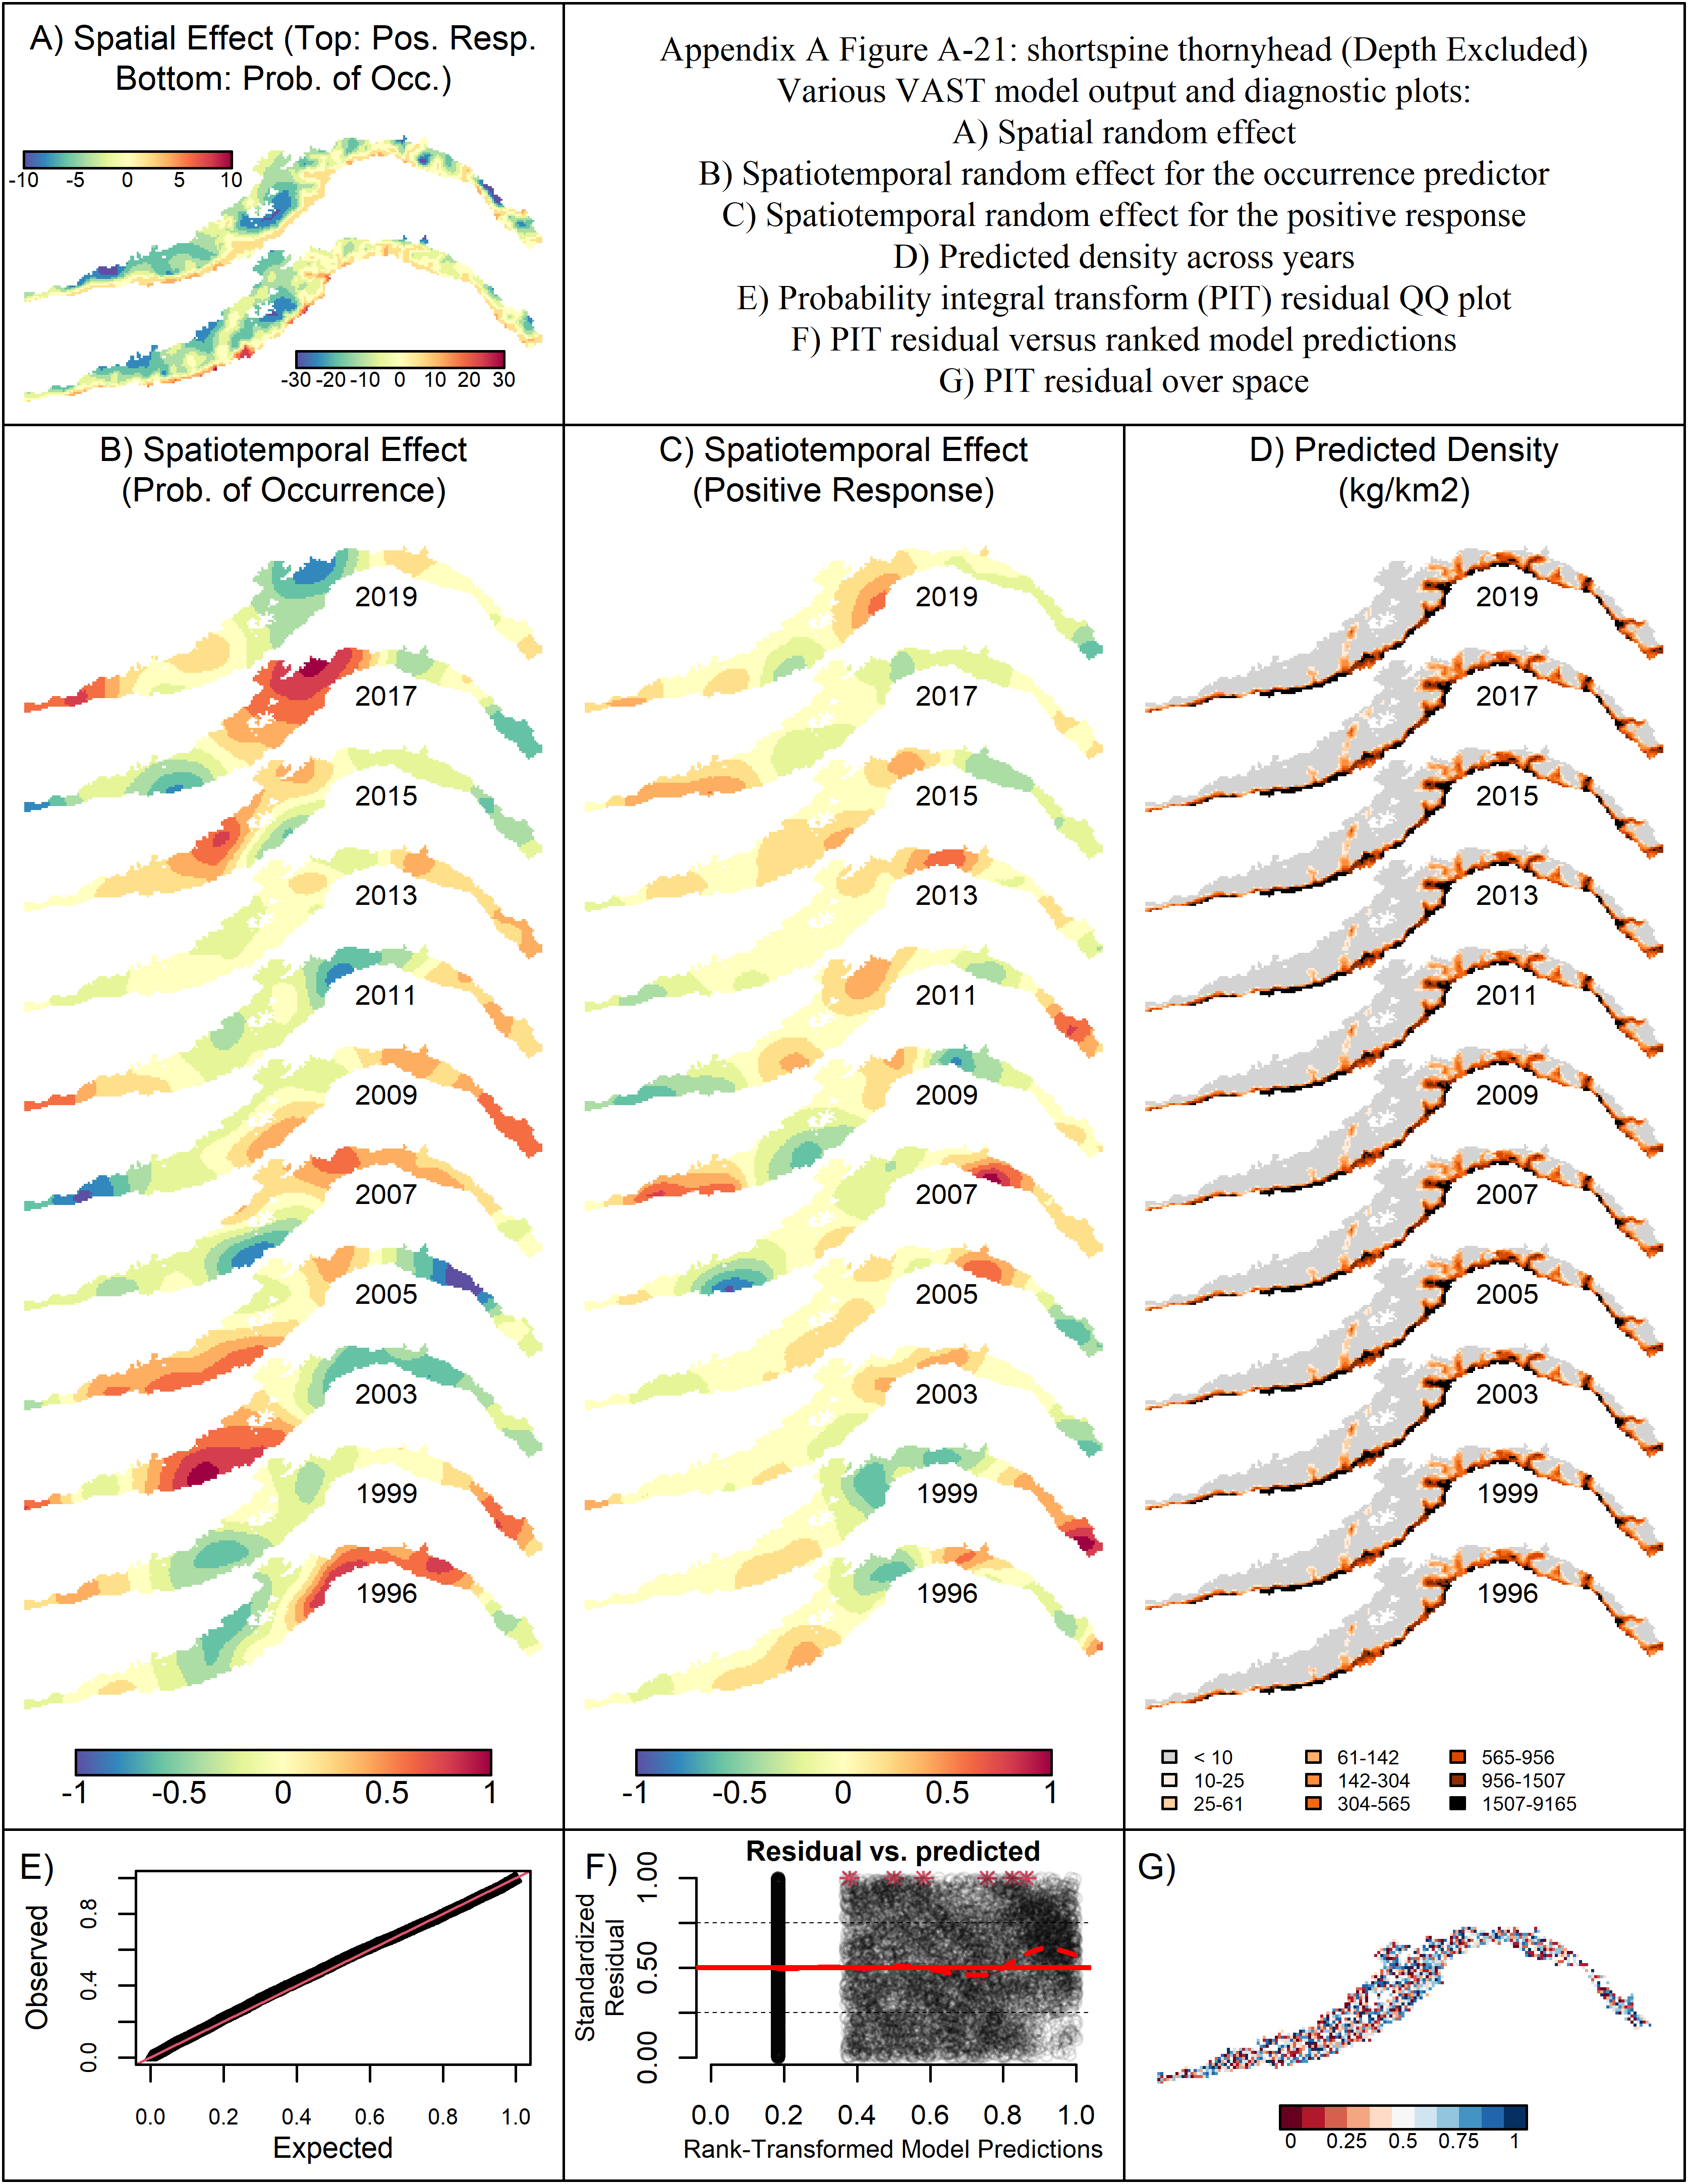 A) Spatial Effect (Top: Pos. Resp.
Bottom: Prob. of Occ.)
-10 -5 0 5 10
-30 -20 -10 0 10 20 30
Appendix A Figure A-21: shortspine thornyhead (Depth Excluded)
Various VAST model output and diagnostic plots:
A) Spatial random effect
B) Spatiotemporal random effect for the occurrence predictor
C) Spatiotemporal random effect for the positive response
D) Predicted density across years
E) Probability integral transform (PIT) residual QQ plot
F) PIT residual versus ranked model predictions
G) PIT residual over space
B) Spatiotemporal Effect
(Prob. of Occurrence)
2019
2017
2015
2013
2011
2009
2007
2005
2003
1999
1996
-1 -0.5 0 0.5 1
C) Spatiotemporal Effect
(Positive Response)
2019
2017
2015
2013
2011
2009
2007
2005
2003
1999
1996
-1 -0.5 0 0.5 1
D) Predicted Density
(kg/km2)
2019
2017
2015
2013
2011
2009
2007
2005
2003
1999
1996
< 10 61-142 565-956
10-25 142-304 956-1507
25-61 304-565 1507-9165
E)
Observed
0.0 0.4 0.8
0.0 0.2 0.4 0.6 0.8 1.0
Expected
F)
Residual vs. predicted
Standardized
Residual
0.00 0.50 1.00
0.0 0.2 0.4 0.6 0.8 1.0
Rank-Transformed Model Predictions
G)
0 0.25 0.5 0.75 1